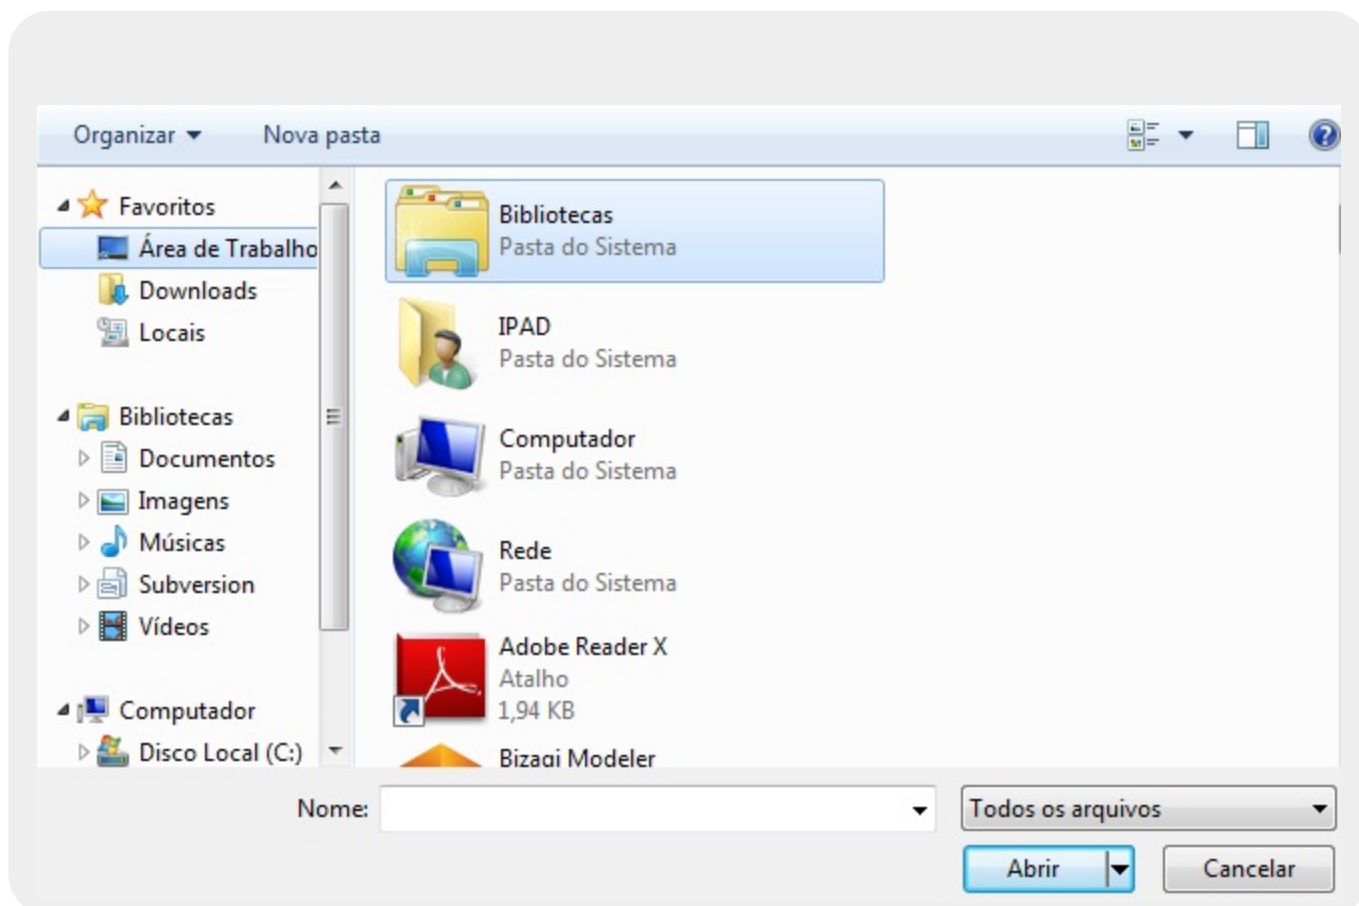 Organizar
Nova pasta
Favoritos
Área de Trabalho
Downloads
Locais
Bibliotecas
Documentos
Imagens
Músicas
Subversion
Vídeos
Computador
Disco Local (C:)
Bibliotecas
Pasta do Sistema
IPAD
Pasta do Sistema
Computador
Pasta do Sistema
Rede
Pasta do Sistema
Adobe Reader X
Atalho
1,94 KB
Bizagi Modeler
Nome:
Todos os arquivos
Abrir
Cancelar